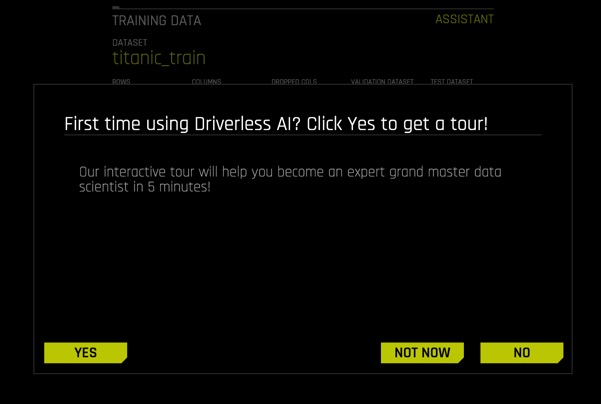 TRAINING DATA
ASSISTANT
DATASET
titanic_train
ROWS COLUMNS DROPPED COLS VALIDATION DATASET TEST DATASET
First time using Driverless AI? Click Yes to get a tour!
Our interactive tour will help you become an expert grand master data
scientist in 5 minutes!
YES NOT NOW NO